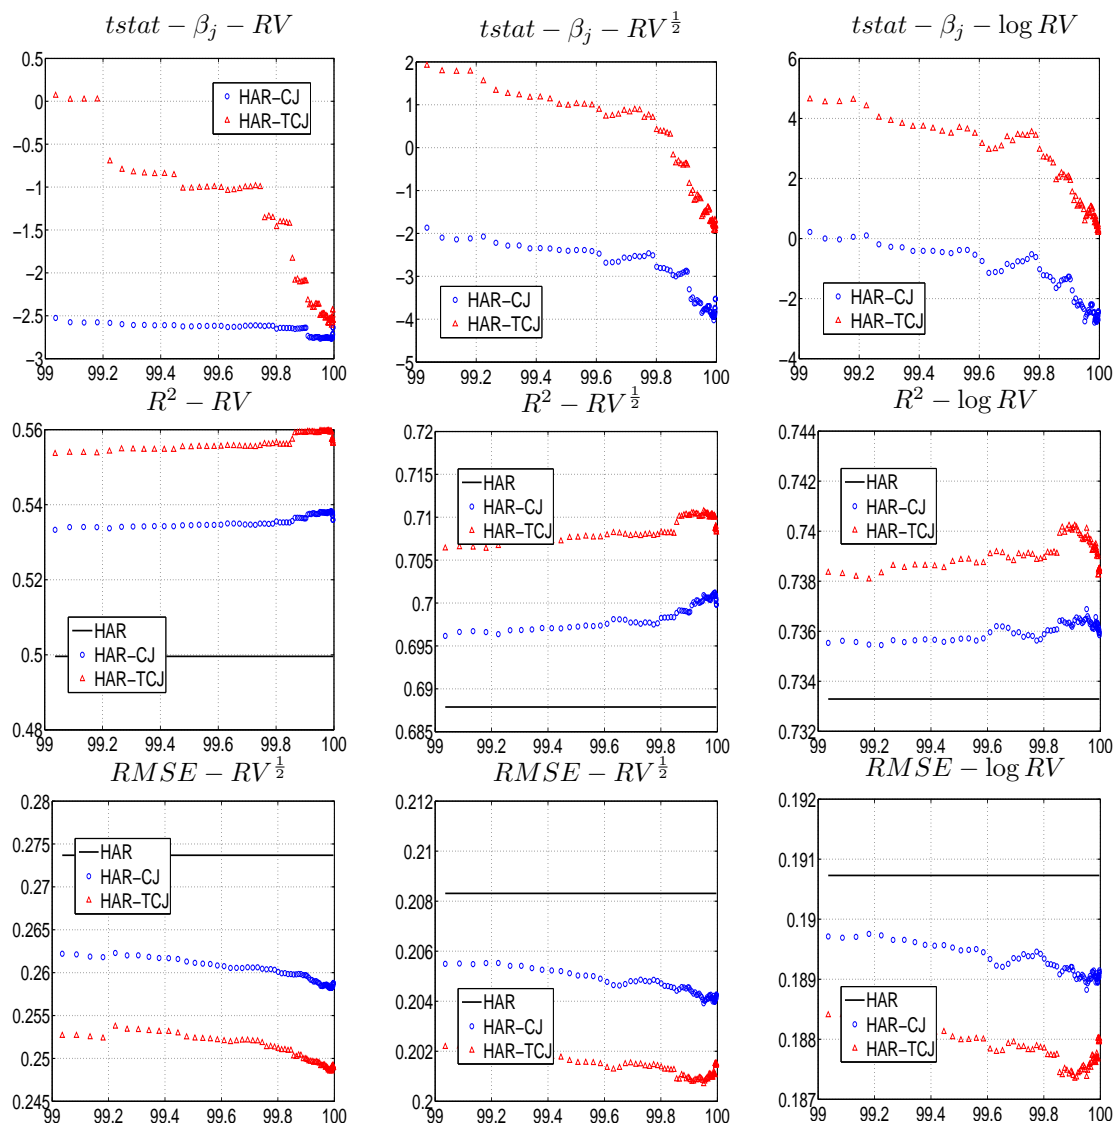 tstat − β_j − RV
tstat − β_j − RV^{1/2}
tstat − β_j − log RV
0.5
0
−0.5
−1
−1.5
−2
−2.5
−3
HAR−CJ
HAR−TCJ
99 99.2 99.4 99.6 99.8 100
2
1
0
−1
−2
−3
−4
−5
HAR−CJ
HAR−TCJ
99 99.2 99.4 99.6 99.8 100
6
4
2
0
−2
−4
HAR−CJ
HAR−TCJ
99 99.2 99.4 99.6 99.8 100
R² − RV
R² − RV^{1/2}
R² − log RV
0.56
0.54
0.52
0.5
0.48
HAR
HAR−CJ
HAR−TCJ
99 99.2 99.4 99.6 99.8 100
0.72
0.715
0.71
0.705
0.7
0.695
0.69
0.685
HAR
HAR−CJ
HAR−TCJ
99 99.2 99.4 99.6 99.8 100
0.744
0.742
0.74
0.738
0.736
0.734
0.732
HAR
HAR−CJ
HAR−TCJ
99 99.2 99.4 99.6 99.8 100
RMSE − RV^{1/2}
RMSE − RV^{1/2}
RMSE − log RV
0.28
0.275
0.27
0.265
0.26
0.255
0.25
0.245
HAR
HAR−CJ
HAR−TCJ
99 99.2 99.4 99.6 99.8 100
0.212
0.21
0.208
0.206
0.204
0.202
0.2
HAR
HAR−CJ
HAR−TCJ
99 99.2 99.4 99.6 99.8 100
0.192
0.191
0.19
0.189
0.188
0.187
HAR
HAR−CJ
HAR−TCJ
99 99.2 99.4 99.6 99.8 100